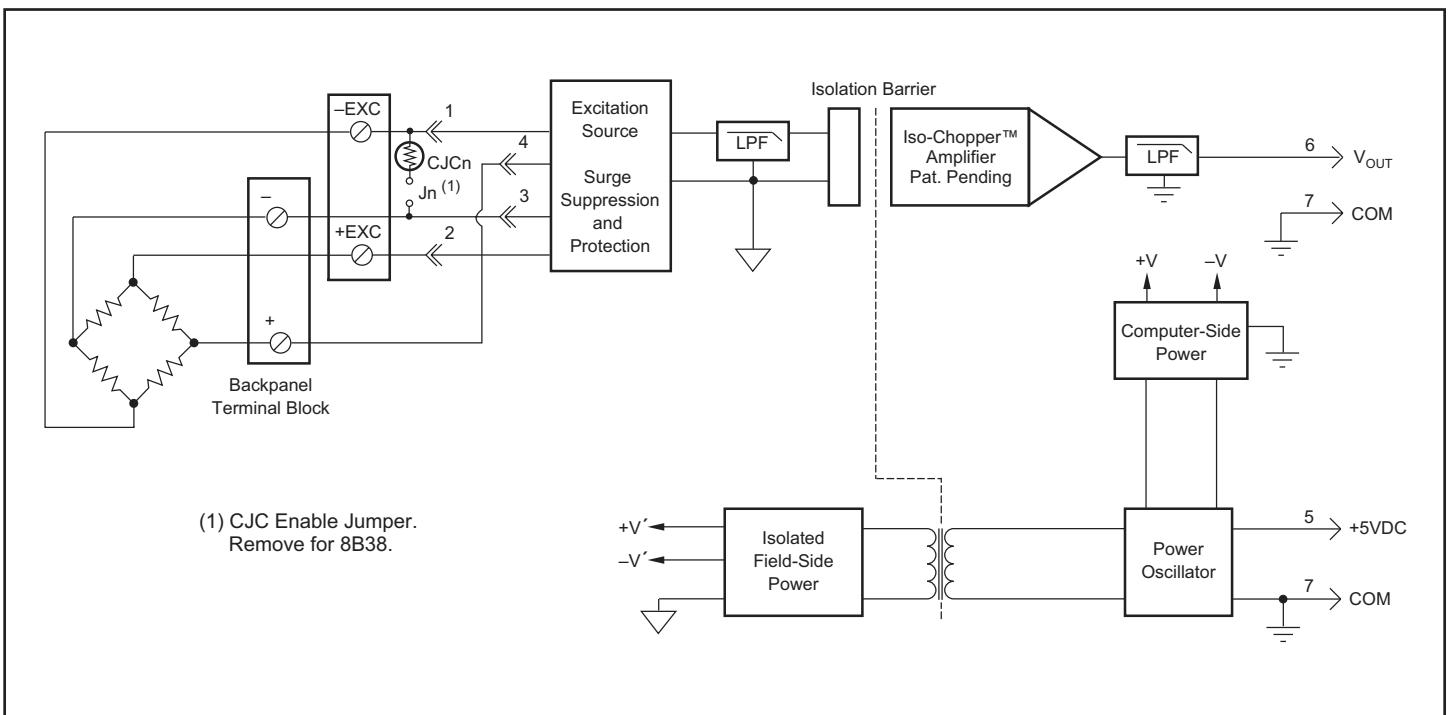 –EXC
1
CJCn
Jn (1)
4
–
3
+EXC
2
+
Backpanel
Terminal Block
Excitation
Source
Surge
Suppression
and
Protection
LPF
Isolation Barrier
Iso-Chopper™
Amplifier
Pat. Pending
LPF
6
VOUT
7
COM
+V
–V
Computer-Side
Power
(1) CJC Enable Jumper.
Remove for 8B38.
+V´
–V´
Isolated
Field-Side
Power
Power
Oscillator
5
+5VDC
7
COM